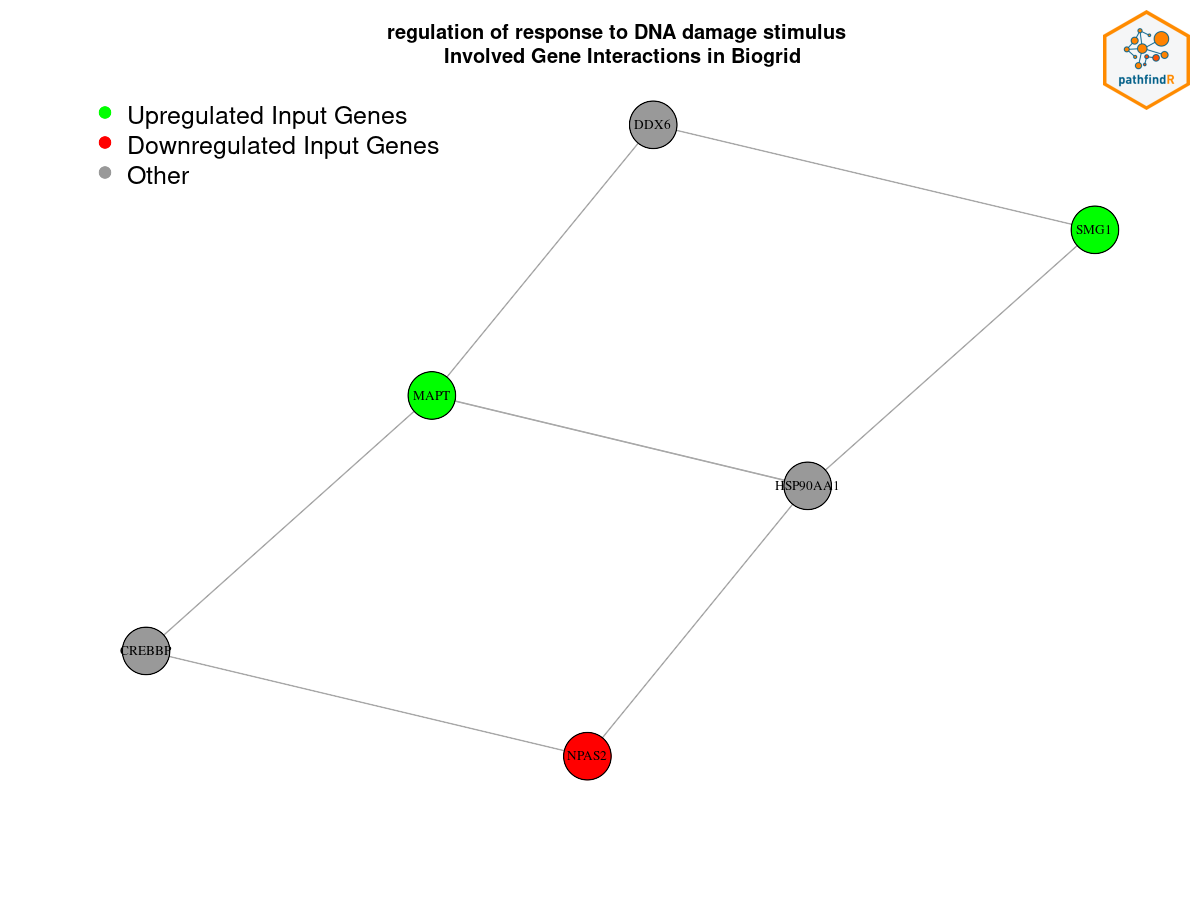 regulation of response to DNA damage stimulus
Involved Gene Interactions in Biogrid
pathfindR
Upregulated Input Genes
Downregulated Input Genes
Other
DDX6
SMG1
MAPT
HSP90AA1
CREBBP
NPAS2